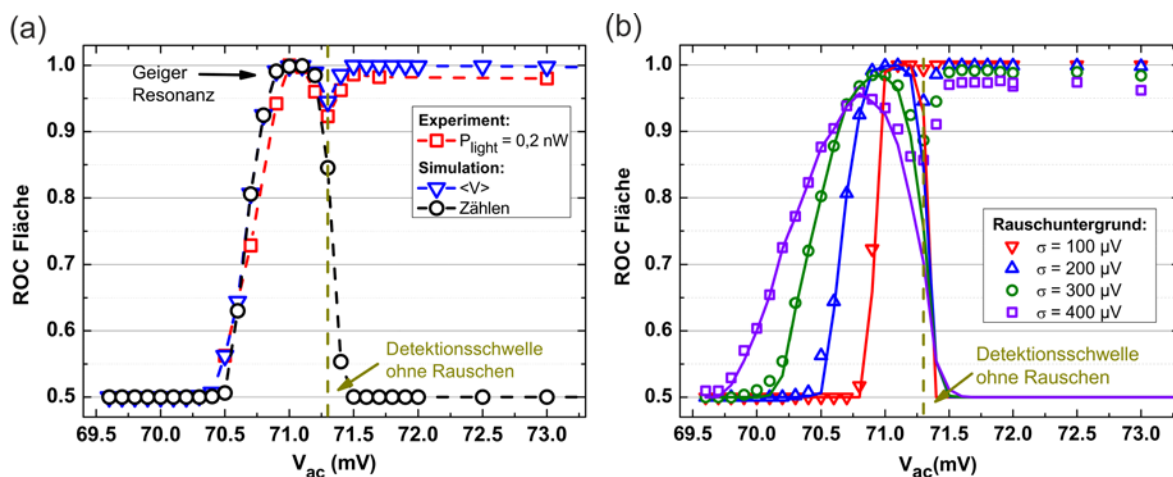 (a)
ROC Fläche
1.0
0.9
0.8
0.7
0.6
0.5
Geiger
Resonanz
Experiment:
P_light = 0,2 nW
Simulation:
<V>
Zählen
Detektionsschwelle
ohne Rauschen
69.5 70.0 70.5 71.0 71.5 72.0 72.5 73.0
V_ac (mV)
(b)
ROC Fläche
1.0
0.9
0.8
0.7
0.6
0.5
Rauschuntergrund:
σ = 100 µV
σ = 200 µV
σ = 300 µV
σ = 400 µV
Detektionsschwelle
ohne Rauschen
69.5 70.0 70.5 71.0 71.5 72.0 72.5 73.0
V_ac(mV)